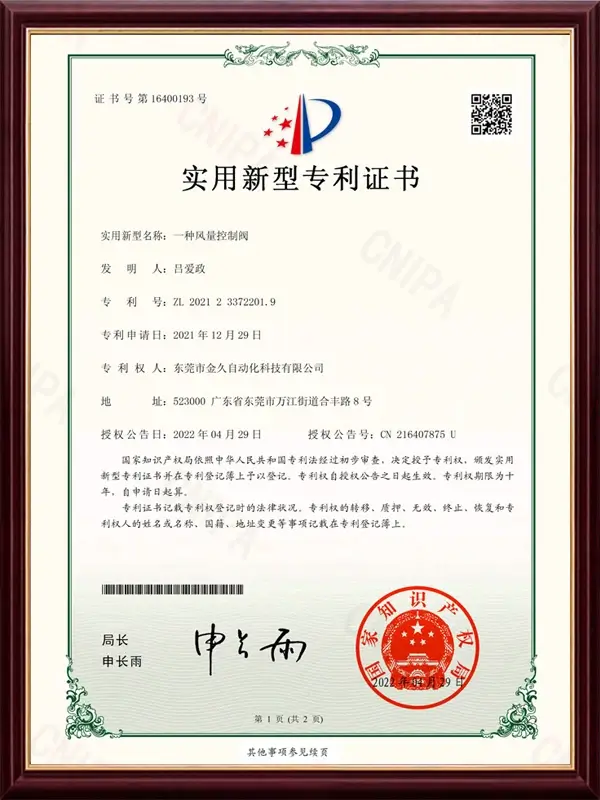 证书号第16400193号
实用新型专利证书
实用新型名称：一种风量控制阀
发明人：吕爱政
专利号：ZL 2021 2 3372201.9
专利申请日：2021年12月29日
专利权人：东莞市金久自动化科技有限公司
地址：523000 广东省东莞市万江街道合丰路8号
授权公告日：2022年04月29日 授权公告号：CN 216407875 U
国家知识产权局依照中华人民共和国专利法经过初步审查，决定授予专利权，颁发实用
新型专利证书并在专利登记簿上予以登记。专利权自授权公告之日起生效。专利权期限为十
年，自申请日起算。
专利证书记载专利权登记时的法律状况。专利权的转移、质押、无效、终止、恢复和专
利权人的姓名或名称、国籍、地址变更等事项记载在专利登记簿上。
局长
申长雨
申长雨
国家知识产权局
2022年04月29日
第1页(共2页)
其他事项参见续页
CNIPA
CNIPA
CNIPA